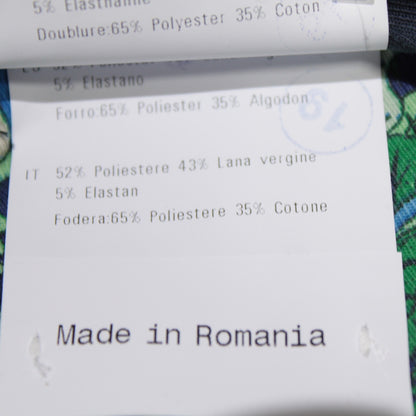 5% Elasthanne
Doublure:65% Polyester 35% Coton
5% Elastano
Forro:65% Poliester 35% Algodon
18
IT 52% Poliestere 43% Lana vergine
5% Elastan
Fodera:65% Poliestere 35% Cotone
Made in Romania